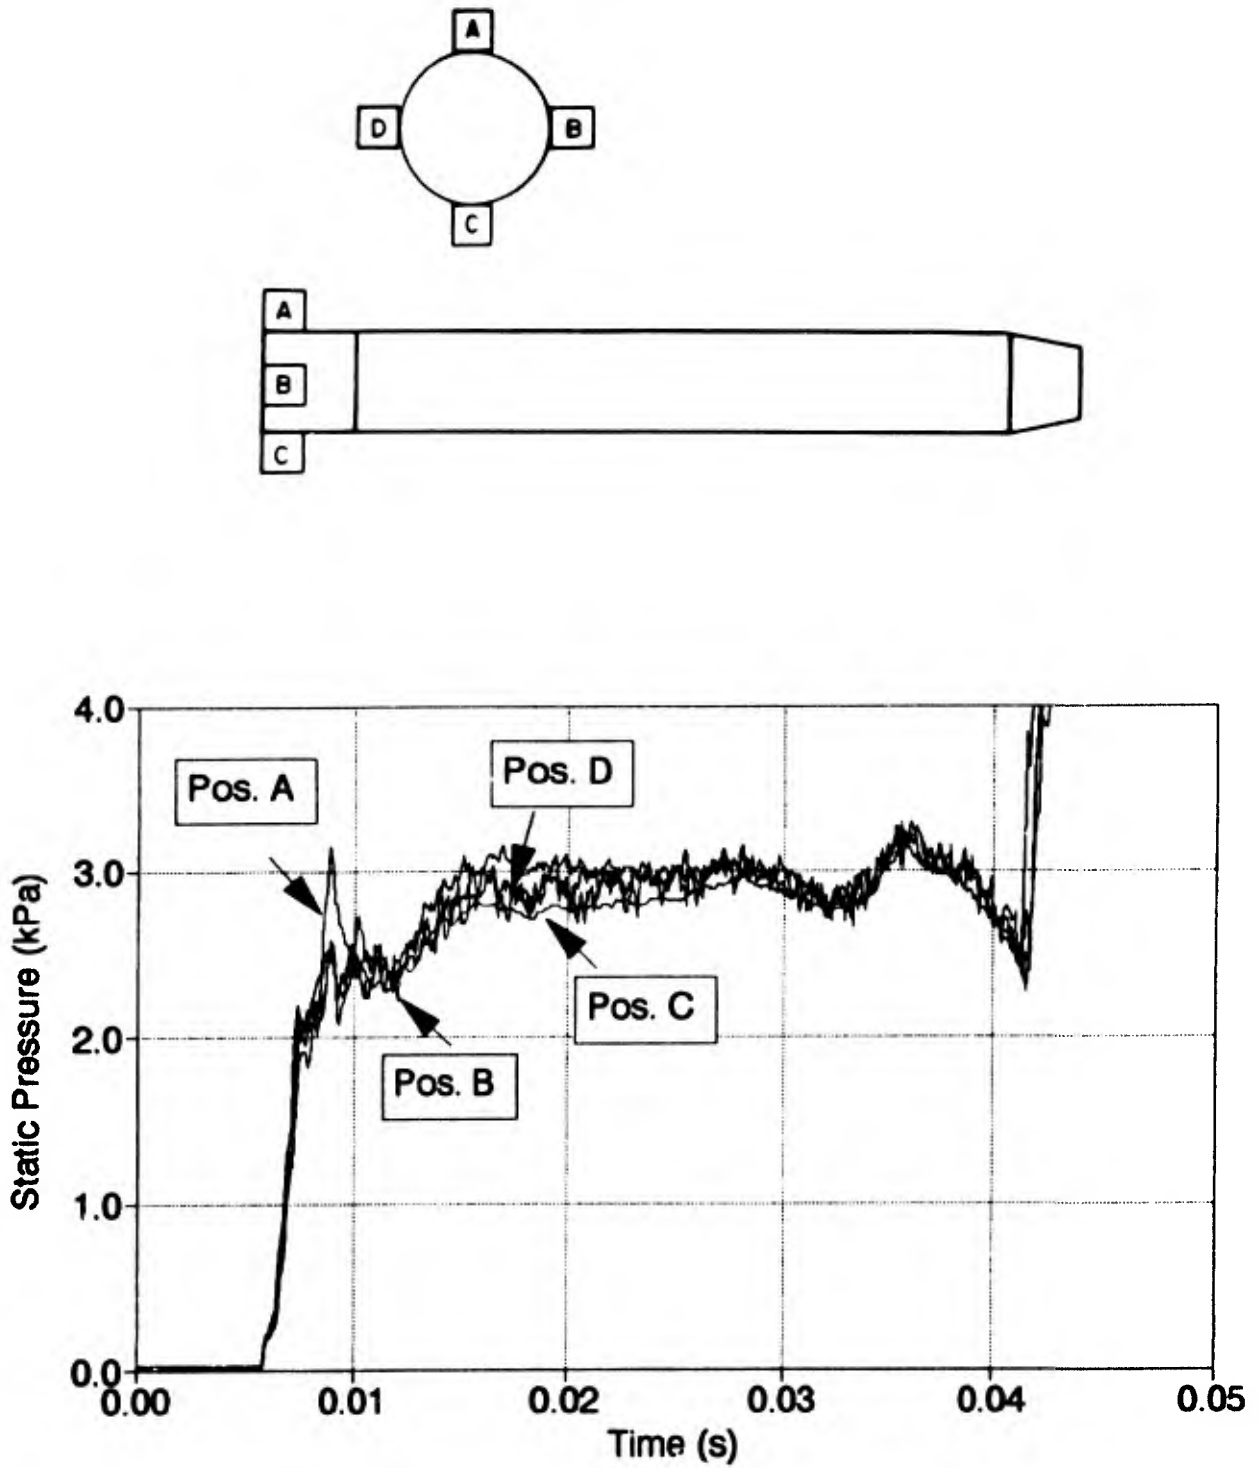 A
D
B
C
A
B
C
4.0
Pos. D
Pos. A
3.0
Pos. C
2.0
Pos. B
1.0
0.0
0.00
0.01
0.02
0.03
0.04
0.05
Static Pressure (kPa)
Time (s)